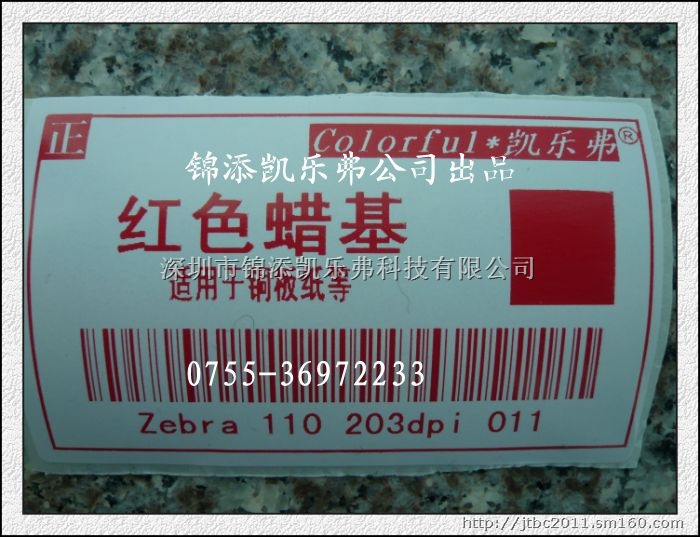 正
Colorful*凯乐弗®
锦添凯乐弗公司出品
红色蜡基
深圳市锦添凯乐弗科技有限公司
适用于铜板纸等
0755-36972233
Zebra 110 203dpi 011
http://jtbc2011.sm160.com/